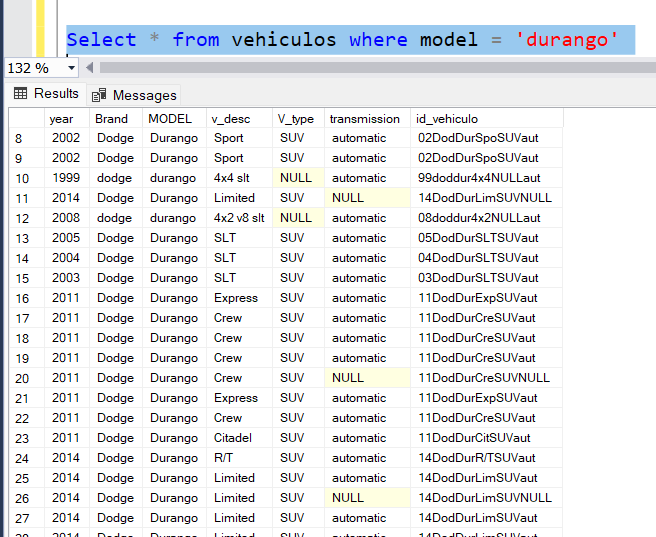 Select * from vehiculos where model = 'durango'
132 %
Results Messages
year Brand MODEL v_desc V_type transmission id_vehiculo
8 2002 Dodge Durango Sport SUV automatic 02DodDurSpoSUVaut
9 2002 Dodge Durango Sport SUV automatic 02DodDurSpoSUVaut
10 1999 dodge durango 4x4 slt NULL automatic 99doddur4x4NULLaut
11 2014 Dodge Durango Limited SUV NULL 14DodDurLimSUVNULL
12 2008 dodge durango 4x2 v8 slt NULL automatic 08doddur4x2NULLaut
13 2005 Dodge Durango SLT SUV automatic 05DodDurSLTSUVaut
14 2004 Dodge Durango SLT SUV automatic 04DodDurSLTSUVaut
15 2003 Dodge Durango SLT SUV automatic 03DodDurSLTSUVaut
16 2011 Dodge Durango Express SUV automatic 11DodDurExpSUVaut
17 2011 Dodge Durango Crew SUV automatic 11DodDurCreSUVaut
18 2011 Dodge Durango Crew SUV automatic 11DodDurCreSUVaut
19 2011 Dodge Durango Crew SUV automatic 11DodDurCreSUVaut
20 2011 Dodge Durango Crew SUV NULL 11DodDurCreSUVNULL
21 2011 Dodge Durango Express SUV automatic 11DodDurExpSUVaut
22 2011 Dodge Durango Crew SUV automatic 11DodDurCreSUVaut
23 2011 Dodge Durango Citadel SUV automatic 11DodDurCitSUVaut
24 2014 Dodge Durango R/T SUV automatic 14DodDurR/TSUVaut
25 2014 Dodge Durango Limited SUV automatic 14DodDurLimSUVaut
26 2014 Dodge Durango Limited SUV NULL 14DodDurLimSUVNULL
27 2014 Dodge Durango Limited SUV automatic 14DodDurLimSUVaut
28 2014 Dodge Durango Limited SUV automatic 14DodDurLimSUVaut